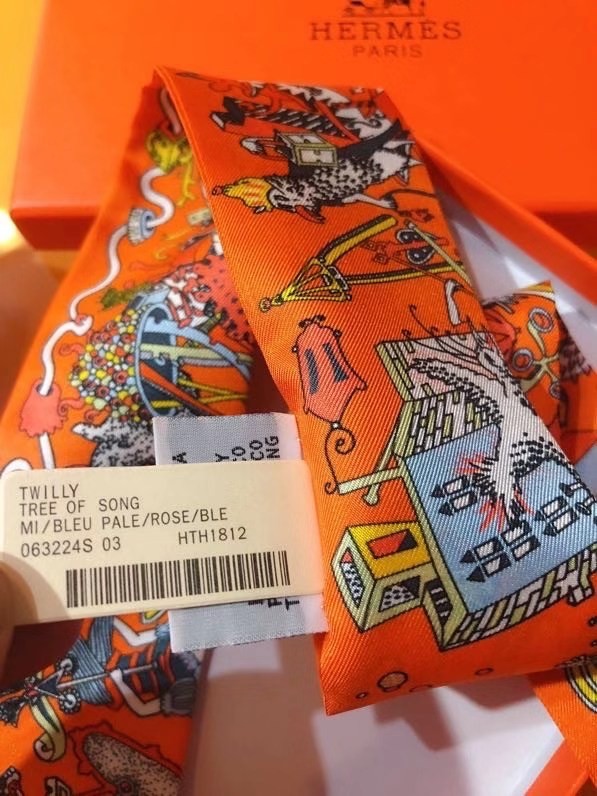 HERMÈS
PARIS
TWILLY
TREE OF SONG
MI/BLEU PALE/ROSE/BLE
063224S 03 HTH1812